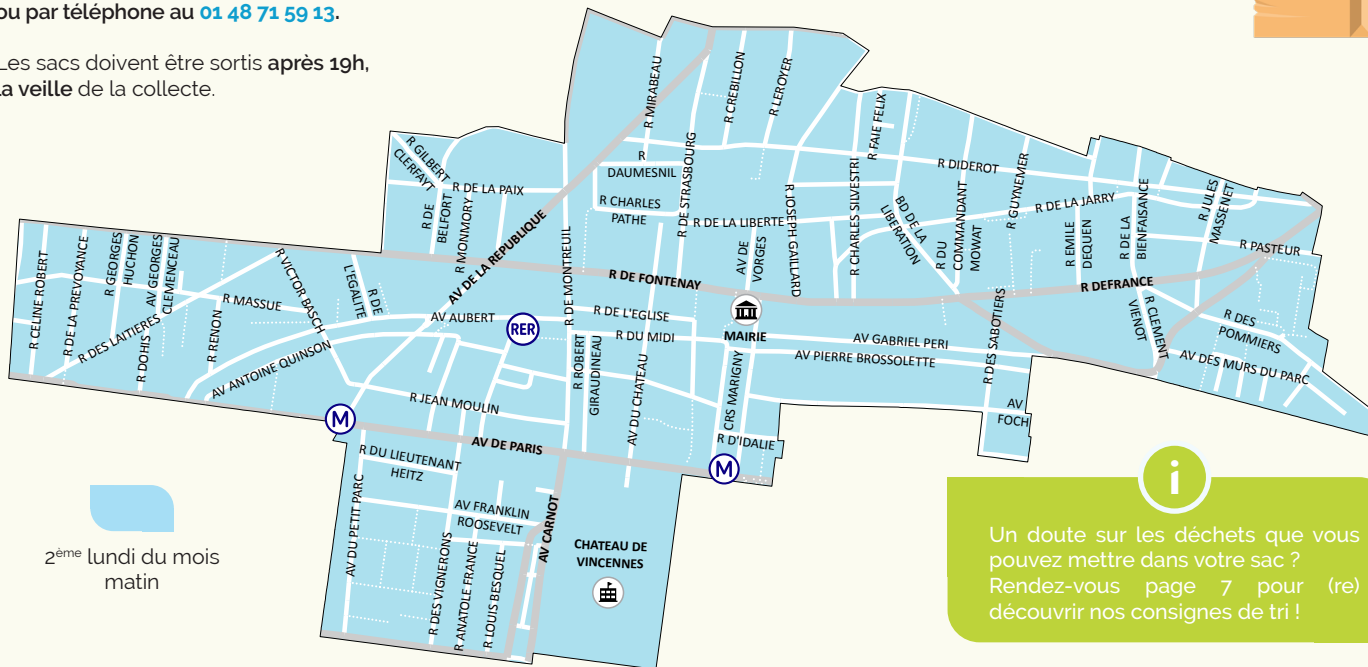 ou par téléphone au 01 48 71 59 13.
Les sacs doivent être sortis après 19h,
la veille de la collecte.
R MIRABEAU
R CREBILLON
R LEROYER
R FAIE FELIX
R GILBERT
CLERFAYT
R DE LA PAIX
R DE
BELFORT
R MONMORY
AV DE LA REPUBLIQUE
R DE MONTREUIL
R
DAUMESNIL
R CHARLES
PATHE
R DE STRASBOURG
R DE LA LIBERTE
R JOSEPH GAILLARD
R CHARLES SILVESTRI
BD DE LA
LIBERATION
R DIDEROT
R DU
COMMANDANT
MOWAT
R GUYNEMER
R DE LA JARRY
R EMILE
DEQUEN
R DE LA
BIENFAISANCE
R JULES
MASSENET
R PASTEUR
R CELINE ROBERT
R DE LA PREVOYANCE
R GEORGES
HUCHON
AV GEORGES
CLEMENCEAU
R DES LAITIERES
R MASSUE
R DOHIS
R RENON
R VICTOR BASCH
R DE
L'EGALITE
AV ANTOINE QUINSON
AV AUBERT
RER
R DE FONTENAY
AV DE
VORGES
R DEFRANCE
R DE L'EGLISE
R DU MIDI
MAIRIE
AV GABRIEL PERI
AV PIERRE BROSSOLETTE
R DES SABOTIERS
R CLEMENT
VIENOT
R DES
POMMIERS
AV DES MURS DU PARC
R ROBERT
GIRAUDINEAU
AV DU CHATEAU
CRS MARIGNY
R JEAN MOULIN
M
AV DE PARIS
R D'IDALIE
M
AV
FOCH
R DU LIEUTENANT
HEITZ
AV DU PETIT PARC
AV FRANKLIN
ROOSEVELT
AV CARNOT
R DES VIGNERONS
R ANATOLE FRANCE
R LOUIS BESQUEL
CHATEAU DE
VINCENNES
2ème lundi du mois
matin
i
Un doute sur les déchets que vous
pouvez mettre dans votre sac ?
Rendez-vous page 7 pour (re)
découvrir nos consignes de tri !